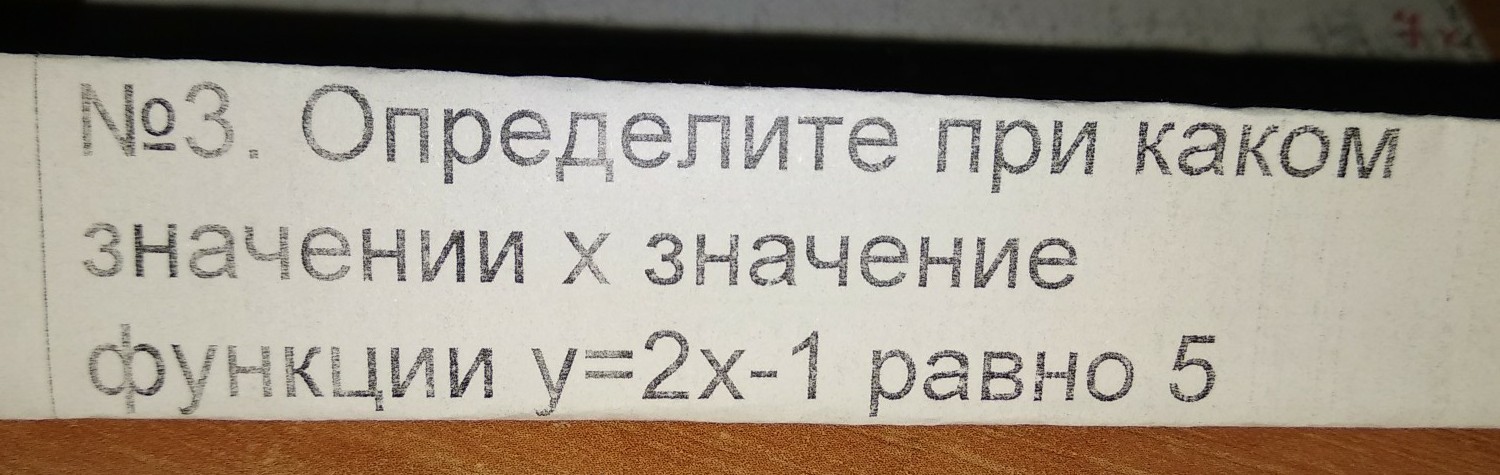 №3. Определите при каком
значении х значение
функции у=2х-1 равно 5